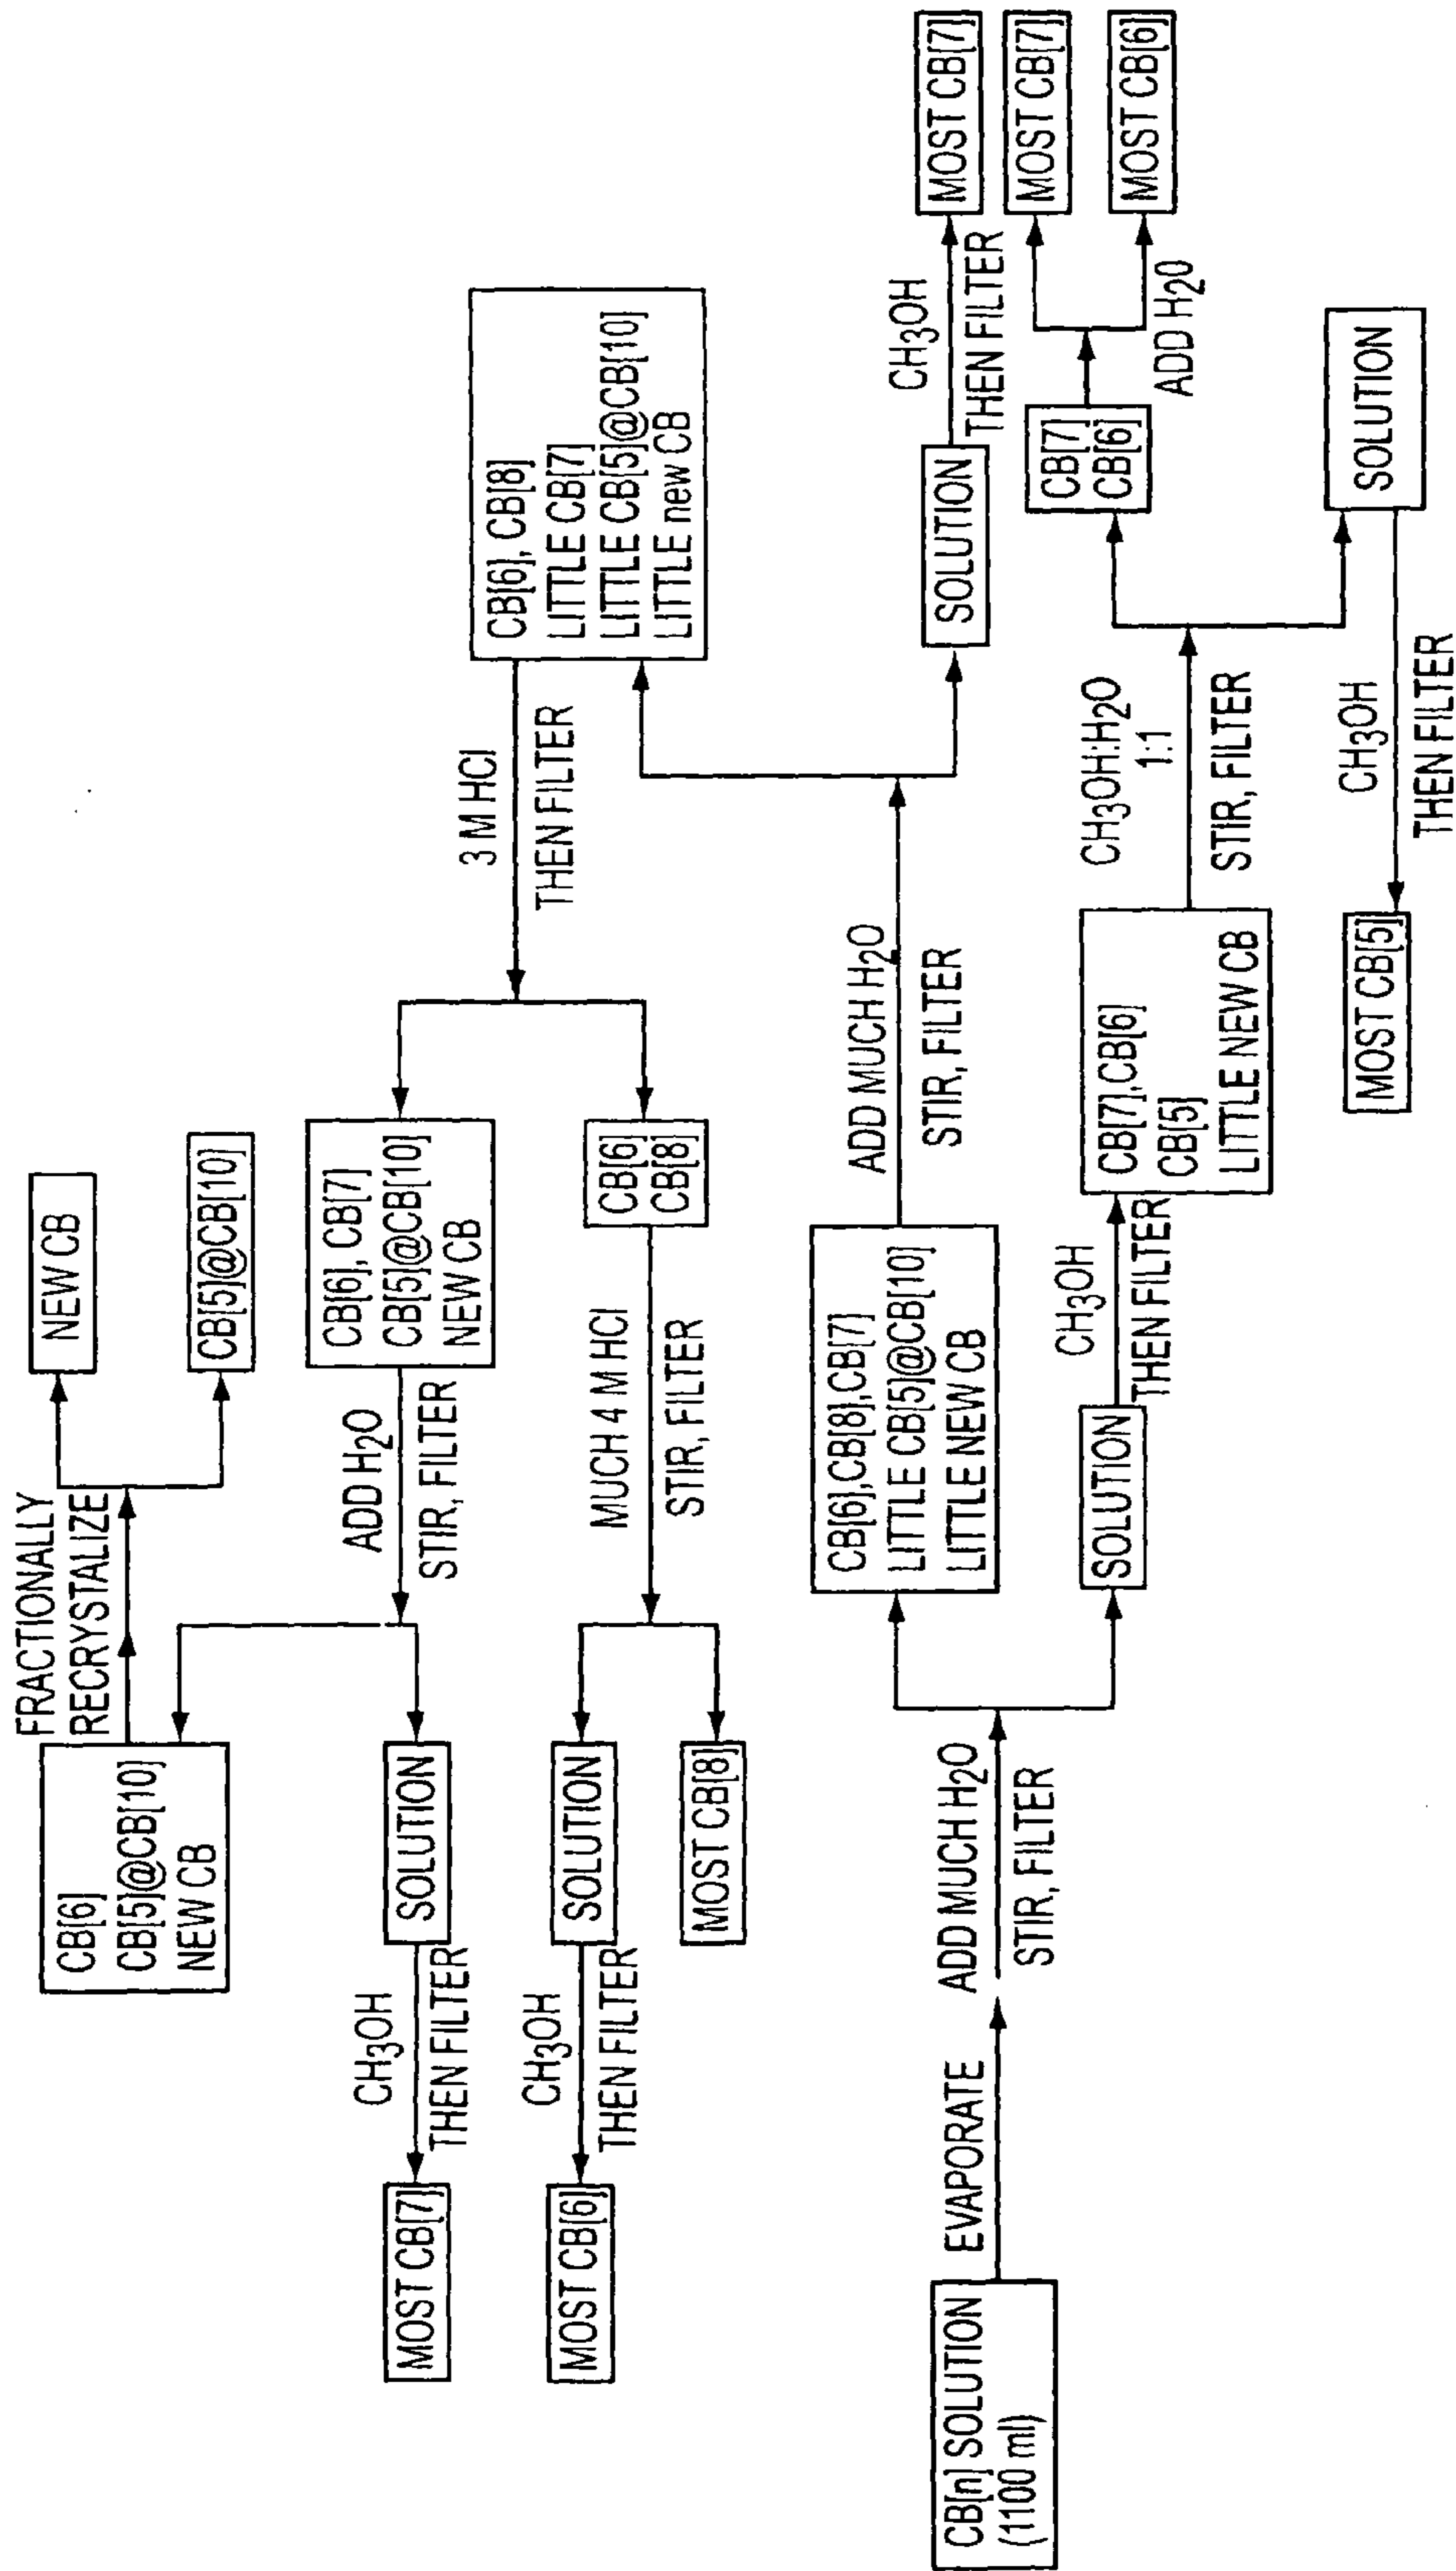 FRACTIONALLY
RECRYSTALIZE
NEW CB
CB[5]@CB[10]
CB[6]
CB[5]@CB[10]
NEW CB
ADD H2O
STIR, FILTER
CB[6], CB[7]
CB[5]@CB[10]
NEW CB
3 M HCl
THEN FILTER
CB[6], CB[8]
LITTLE CB[7]
LITTLE CB[5]@CB[10]
LITTLE new CB
MOST CB[7]
CH3OH
THEN FILTER
SOLUTION
MOST CB[6]
CH3OH
THEN FILTER
SOLUTION
MOST CB[8]
MUCH 4 M HCl
STIR, FILTER
CB[6]
CB[8]
CB[n] SOLUTION
(1100 ml)
EVAPORATE
ADD MUCH H2O
STIR, FILTER
CB[6],CB[8],CB[7]
LITTLE CB[5]@CB[10]
LITTLE NEW CB
ADD MUCH H2O
STIR, FILTER
SOLUTION
CH3OH
THEN FILTER
MOST CB[7]
SOLUTION
CH3OH
THEN FILTER
CB[7],CB[6]
CB[5]
LITTLE NEW CB
CH3OH:H2O
1:1
STIR, FILTER
CB[7]
CB[6]
ADD H2O
MOST CB[7]
MOST CB[6]
SOLUTION
CH3OH
THEN FILTER
MOST CB[5]